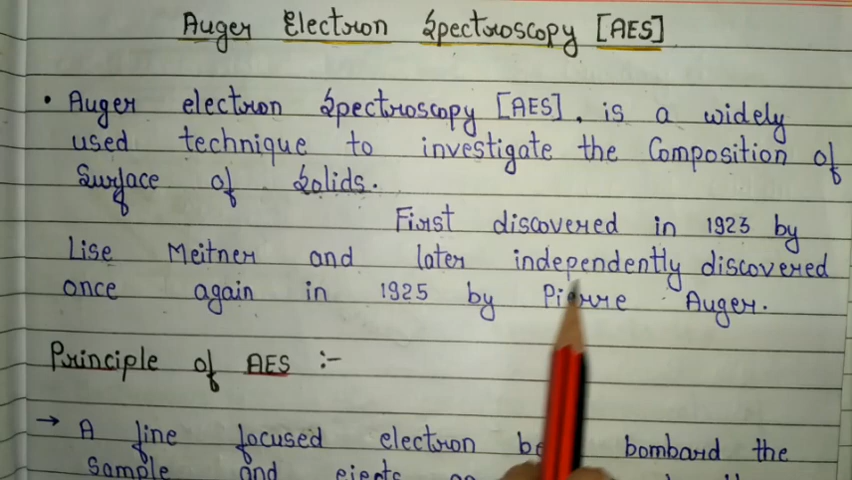 Auger Electron Spectroscopy [AES]
• Auger electron Spectroscopy [AES], is a widely
used technique to investigate the Composition of
Surface of Solids.
First discovered in 1923 by
Lise Meitner and later independently discovered
once again in 1925 by Pierre Auger.
Principle of AES :-
→ A fine focused electron bombard the
Sample and ejects